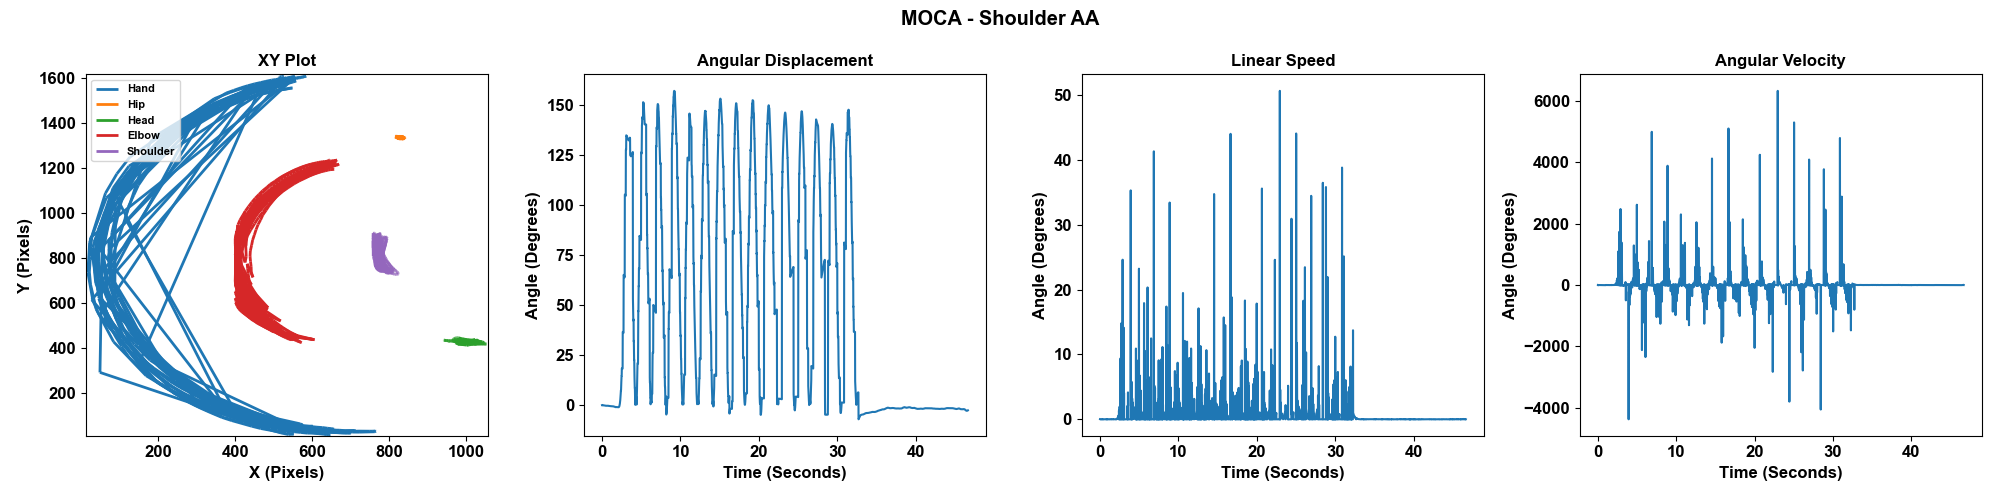 MOCA - Shoulder AA
XY Plot
Hand
Hip
Head
Elbow
Shoulder
1600
1400
1200
1000
800
600
400
200
Y (Pixels)
200 400 600 800 1000
X (Pixels)
Angular Displacement
150
125
100
75
50
25
0
Angle (Degrees)
0 10 20 30 40
Time (Seconds)
Linear Speed
50
40
30
20
10
0
Angle (Degrees)
0 10 20 30 40
Time (Seconds)
Angular Velocity
6000
4000
2000
0
−2000
−4000
Angle (Degrees)
0 10 20 30 40
Time (Seconds)